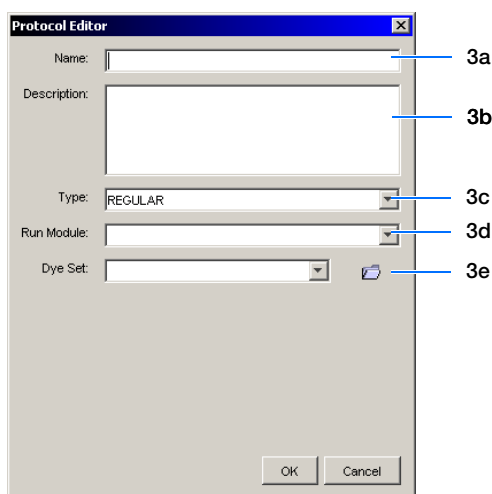 Protocol Editor
Name: 3a
Description: 3b
Type: REGULAR 3c
Run Module: 3d
Dye Set: 3e
OK Cancel